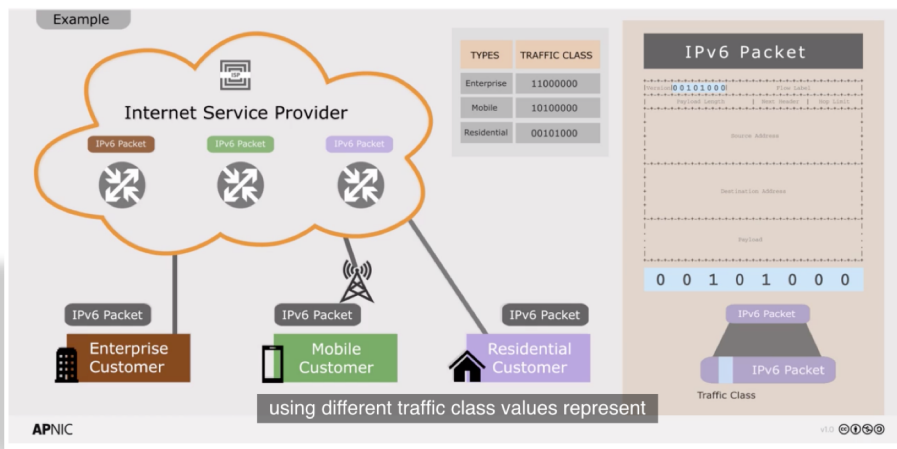 Example
ISP
Internet Service Provider
IPv6 Packet IPv6 Packet IPv6 Packet
TYPES TRAFFIC CLASS
Enterprise 11000000
Mobile 10100000
Residential 00101000
IPv6 Packet
Version 00101000 Flow Label
Payload Length Next Header Hop Limit
Source Address
Destination Address
Payload
0 0 1 0 1 0 0 0
IPv6 Packet
IPv6 Packet
Traffic Class
IPv6 Packet IPv6 Packet IPv6 Packet
Enterprise
Customer
Mobile
Customer
Residential
Customer
using different traffic class values represent
APNIC
v1.0